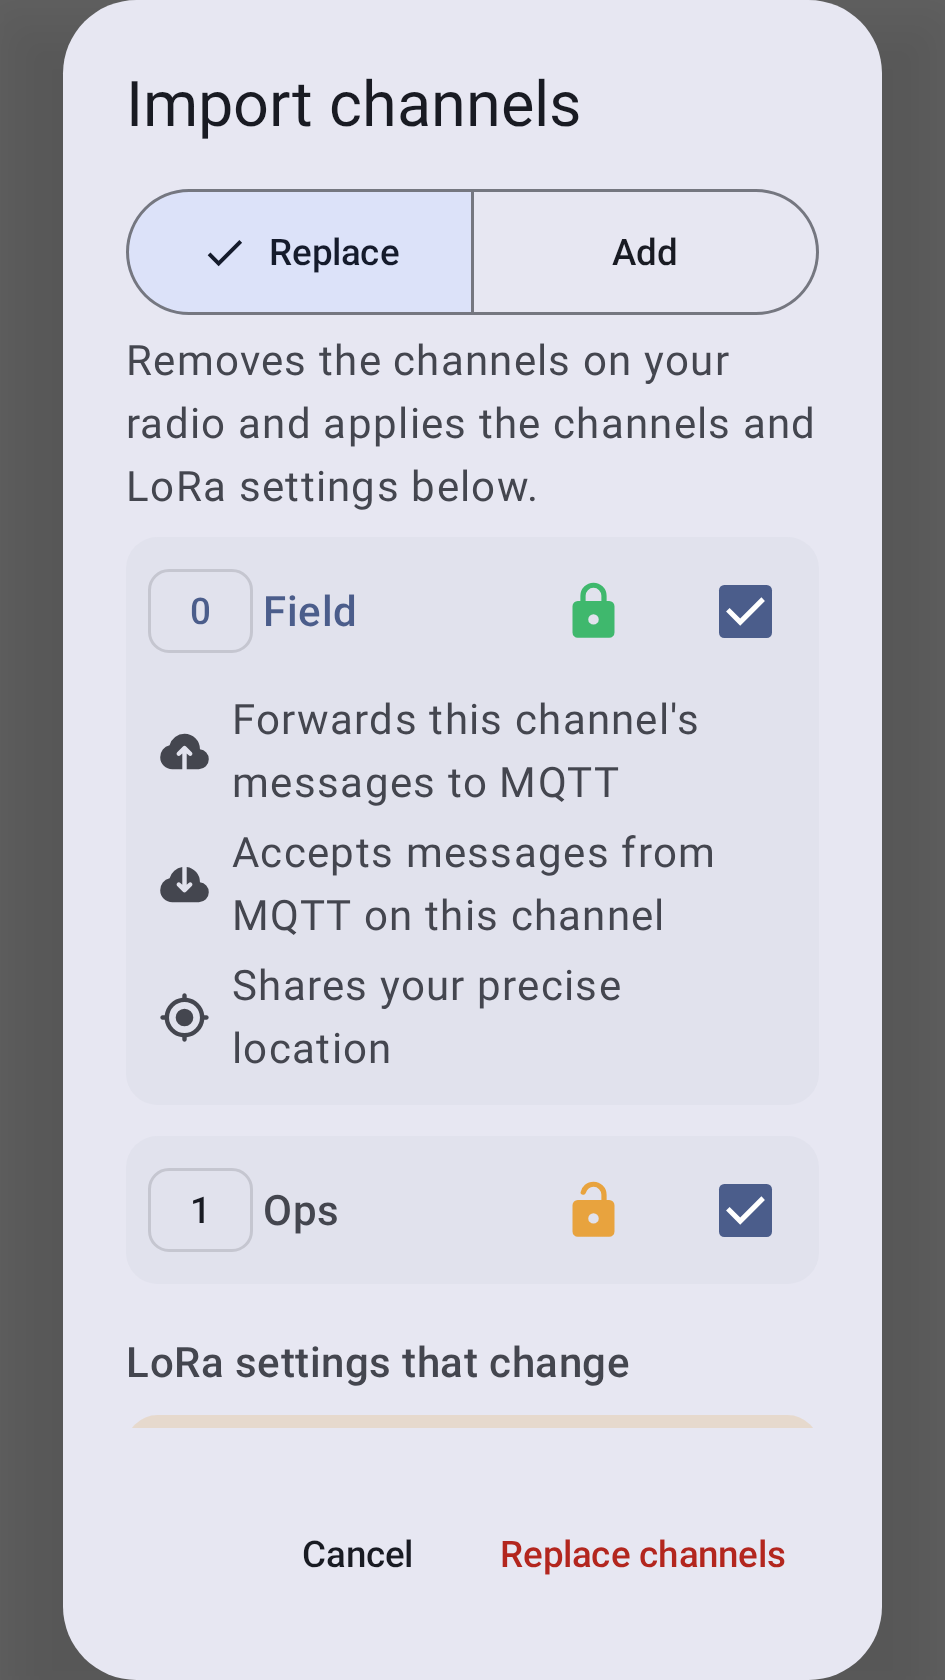 Import channels
Replace
Add
Removes the channels on your
radio and applies the channels and
LoRa settings below.
0 Field
Forwards this channel's
messages to MQTT
Accepts messages from
MQTT on this channel
Shares your precise
location
1 Ops
LoRa settings that change
Cancel
Replace channels